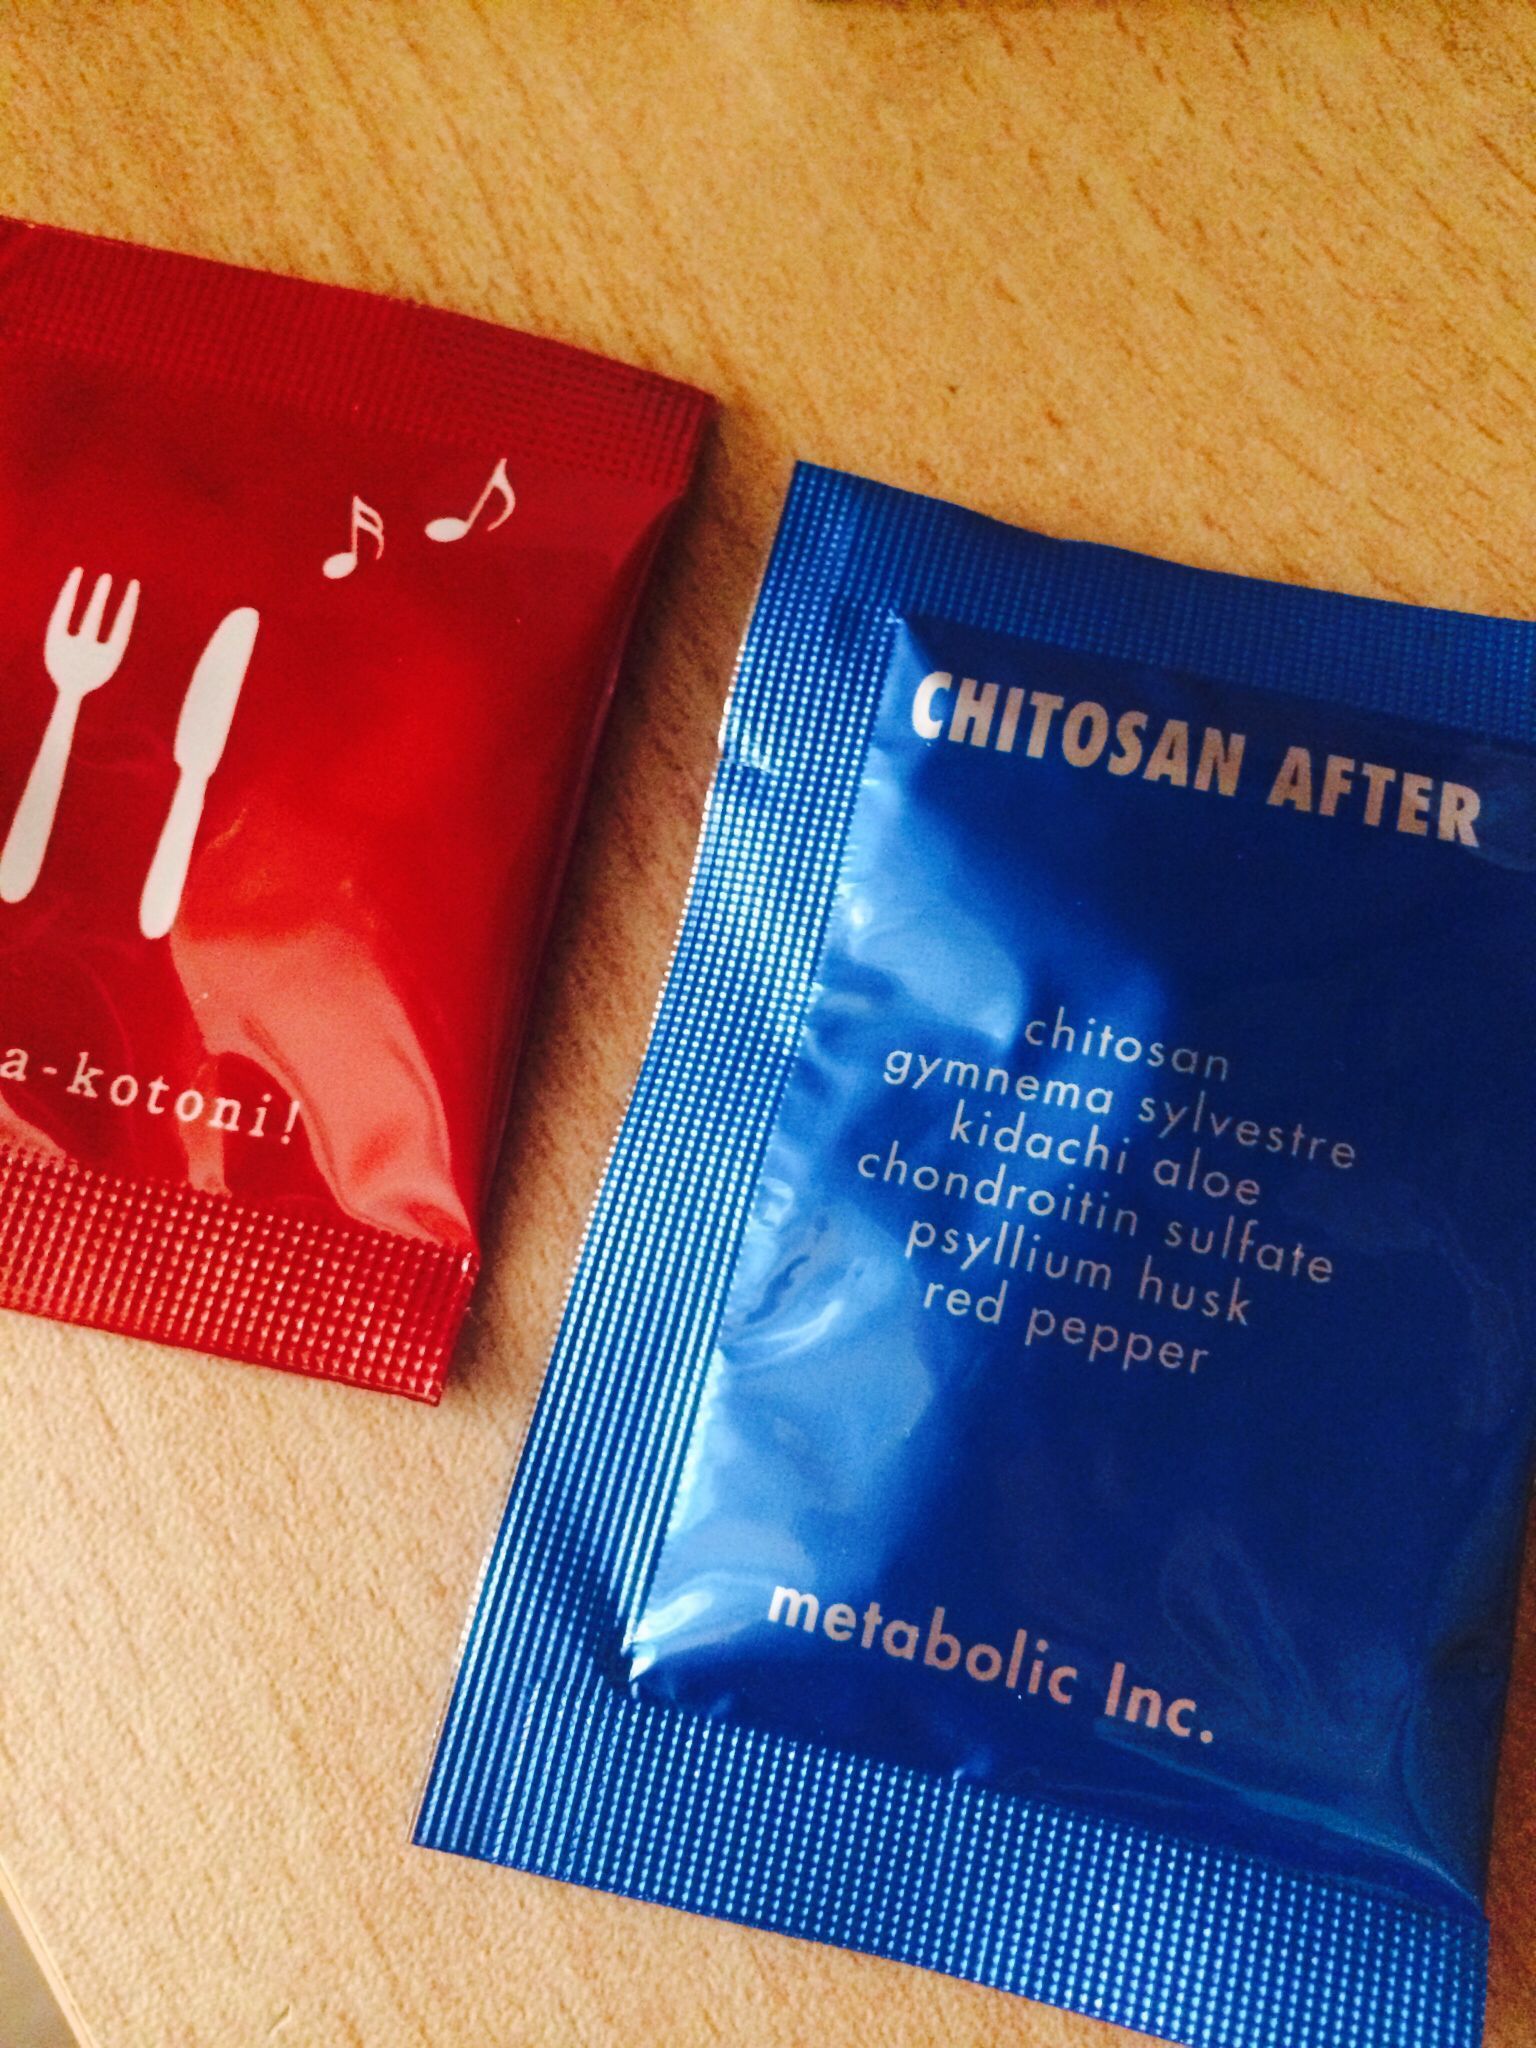 a-kotoni!
CHITOSAN AFTER
chitosan
gymnema sylvestre
kidachi aloe
chondroitin sulfate
psyllium husk
red pepper
metabolic Inc.